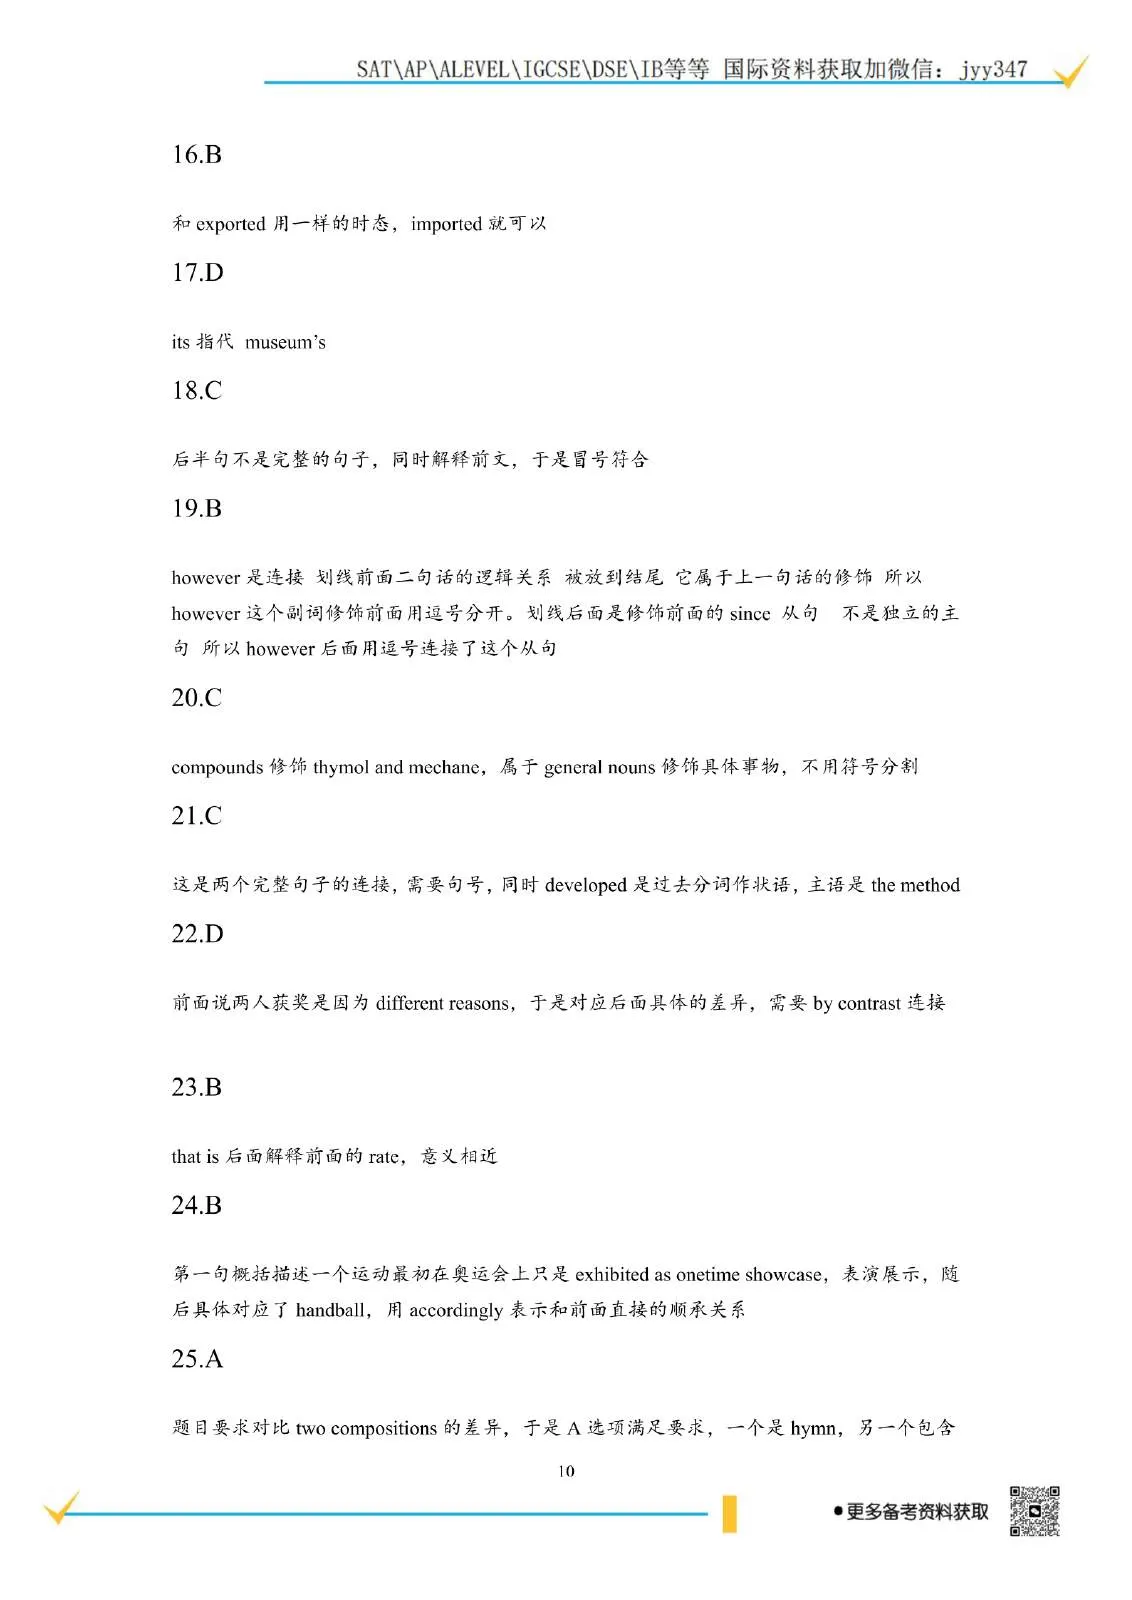 SAT\AP\ALEVEL\IGCSE\DSE\IB等等 国际资料获取加微信：jyy347
16.B
和 exported 用一样的时态，imported 就可以
17.D
its 指代 museum’s
18.C
后半句不是完整的句子，同时解释前文，于是冒号符合
19.B
however 是连接 划线前面二句话的逻辑关系 被放到结尾 它属于上一句话的修饰 所以
however 这个副词修饰前面用逗号分开。划线后面是修饰前面的 since 从句 不是独立的主
句 所以 however 后面用逗号连接了这个从句
20.C
compounds 修饰 thymol and mechane，属于 general nouns 修饰具体事物，不用符号分割
21.C
这是两个完整句子的连接，需要句号，同时 developed 是过去分词作状语，主语是 the method
22.D
前面说两人获奖是因为 different reasons，于是对应后面具体的差异，需要 by contrast 连接
23.B
that is 后面解释前面的 rate，意义相近
24.B
第一句概括描述一个运动最初在奥运会上只是 exhibited as onetime showcase，表演展示，随
后具体对应了 handball，用 accordingly 表示和前面直接的顺承关系
25.A
题目要求对比 two compositions 的差异，于是 A 选项满足要求，一个是 hymn，另一个包含
10
●更多备考资料获取